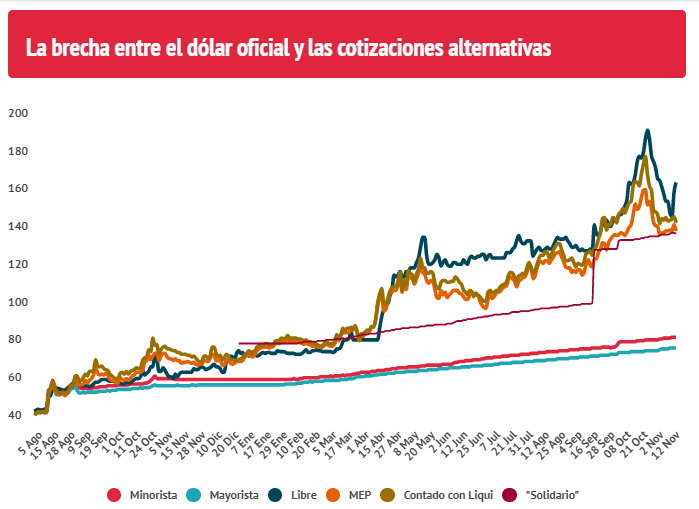 La brecha entre el dólar oficial y las cotizaciones alternativas
200
180
160
140
120
100
80
60
40
5 Ago
15 Ago
28 Ago
9 Sep
19 Sep
1 Oct
11 Oct
24 Oct
5 Nov
15 Nov
28 Nov
10 Dic
20 Dic
7 Ene
17 Ene
29 Ene
10 Feb
20 Feb
5 Mar
17 Mar
31 Mar
15 Abr
27 Abr
8 May
20 May
2 Jun
12 Jun
25 Jun
7 Jul
21 Jul
31 Jul
12 Ago
25 Ago
4 Sep
16 Sep
28 Sep
08 Oct
21 Oct
2 Nov
12 Nov
Minorista Mayorista Libre MEP Contado con Liqui "Solidario"